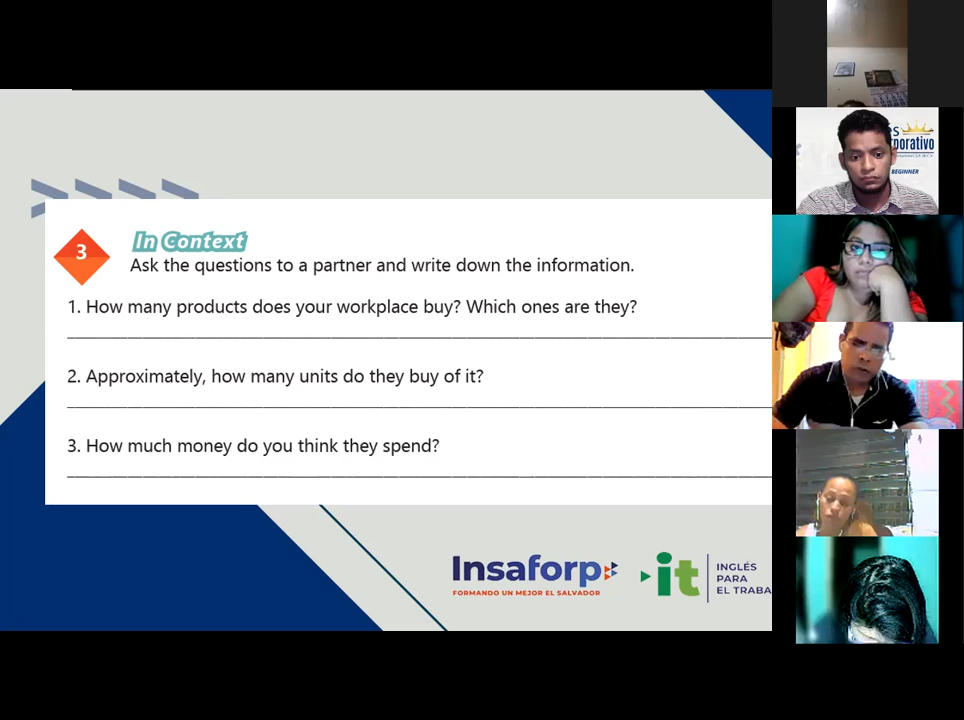 3
In Context
Ask the questions to a partner and write down the information.
1. How many products does your workplace buy? Which ones are they?
2. Approximately, how many units do they buy of it?
3. How much money do you think they spend?
Insaforp
FORMANDO UN MEJOR EL SALVADOR
it
INGLÉS
PARA
EL TRABA
porativo
BEGINNER